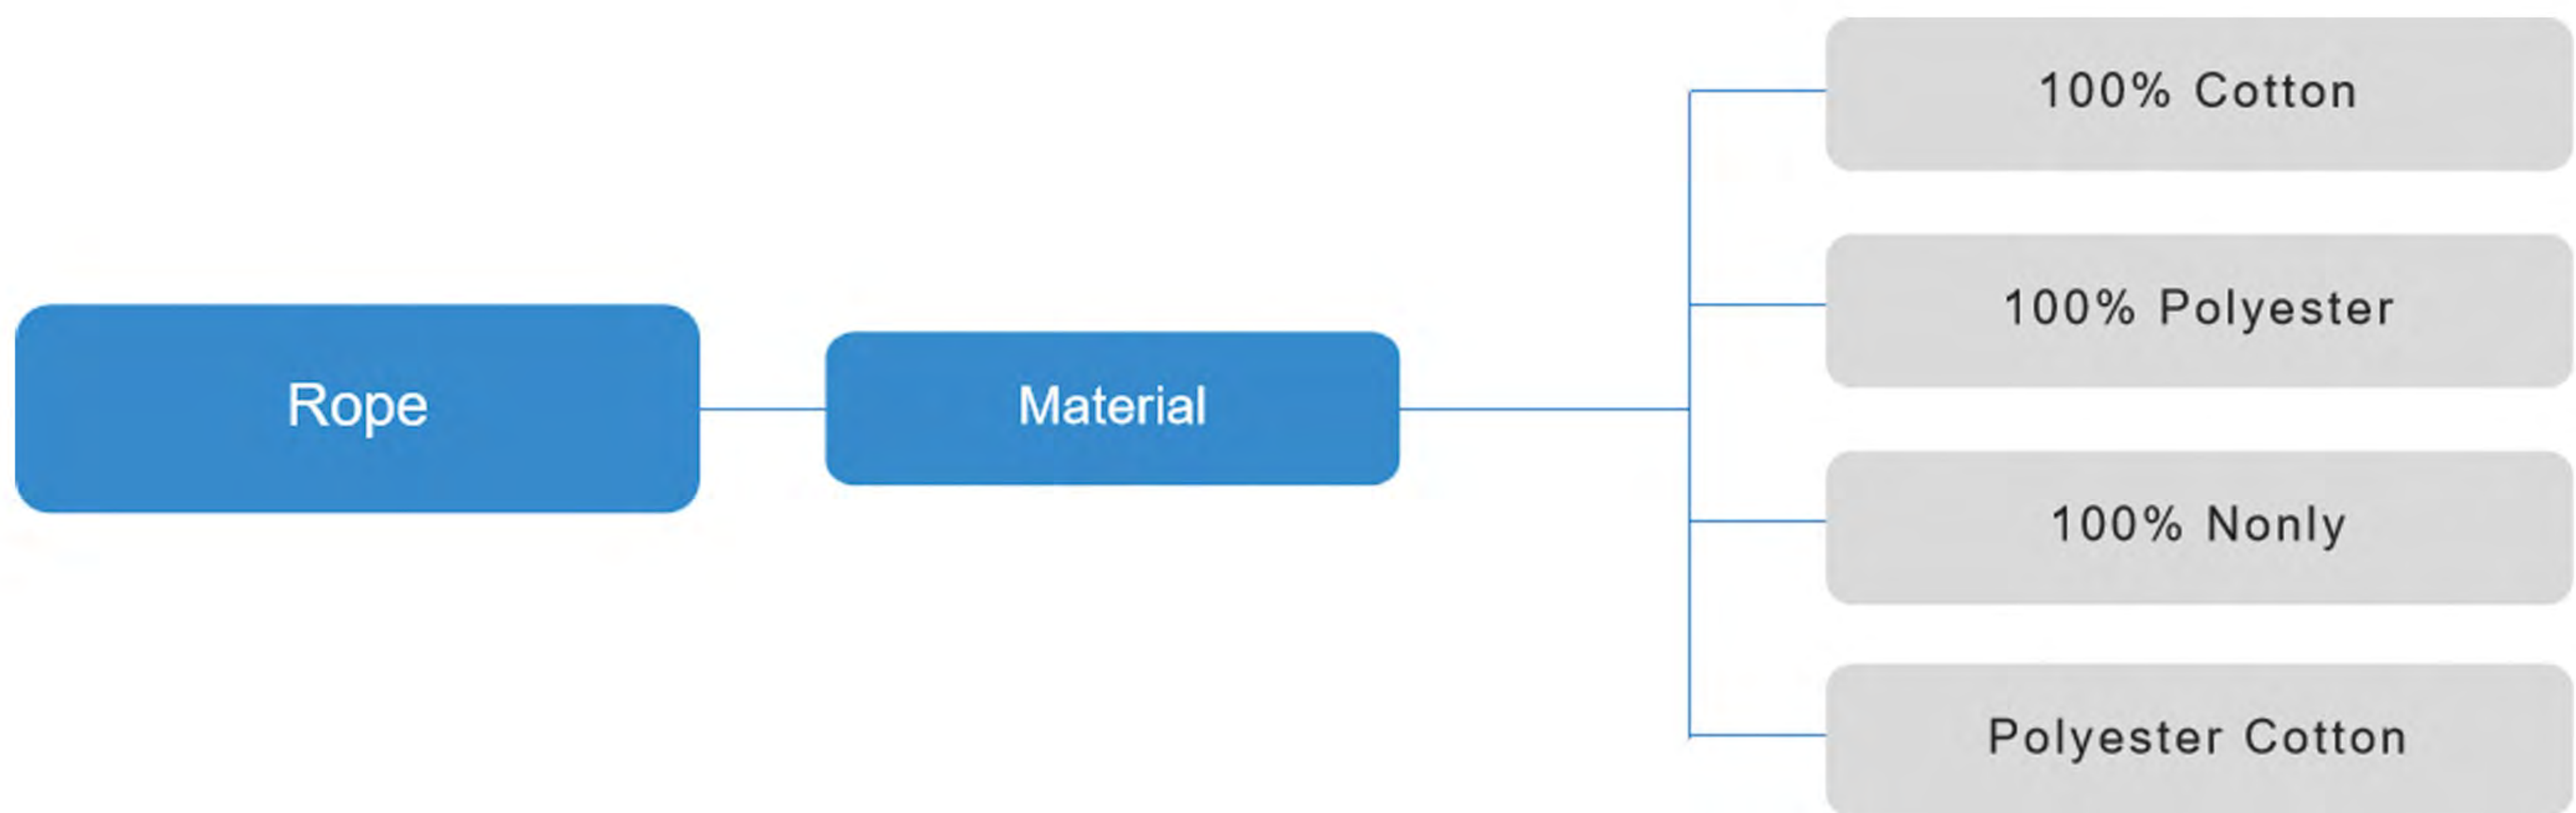 Rope
Material
100% Cotton
100% Polyester
100% Nonly
Polyester Cotton